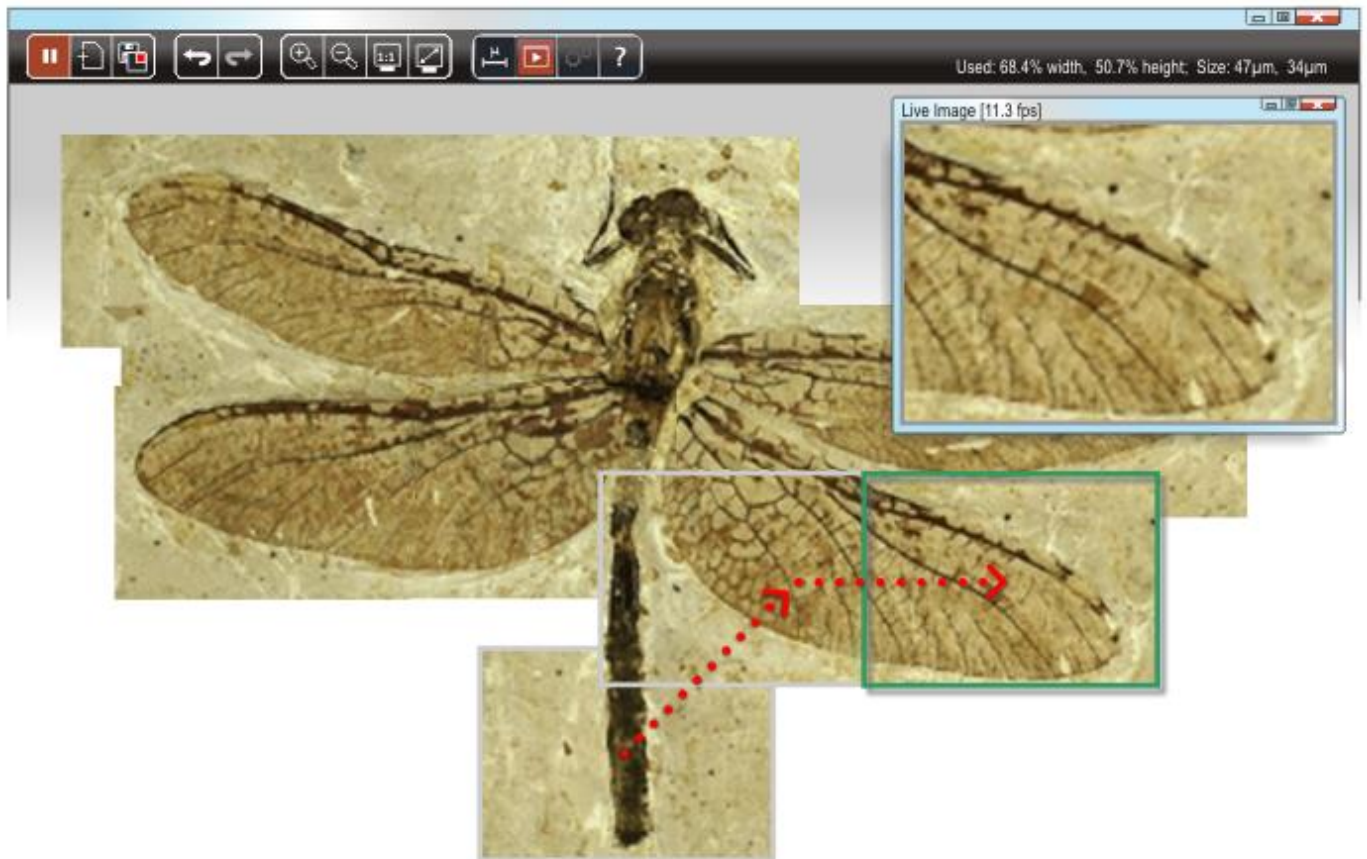 1:1
H
?
Used: 68.4% width, 50.7% height; Size: 47µm, 34µm
Live Image [11.3 fps]